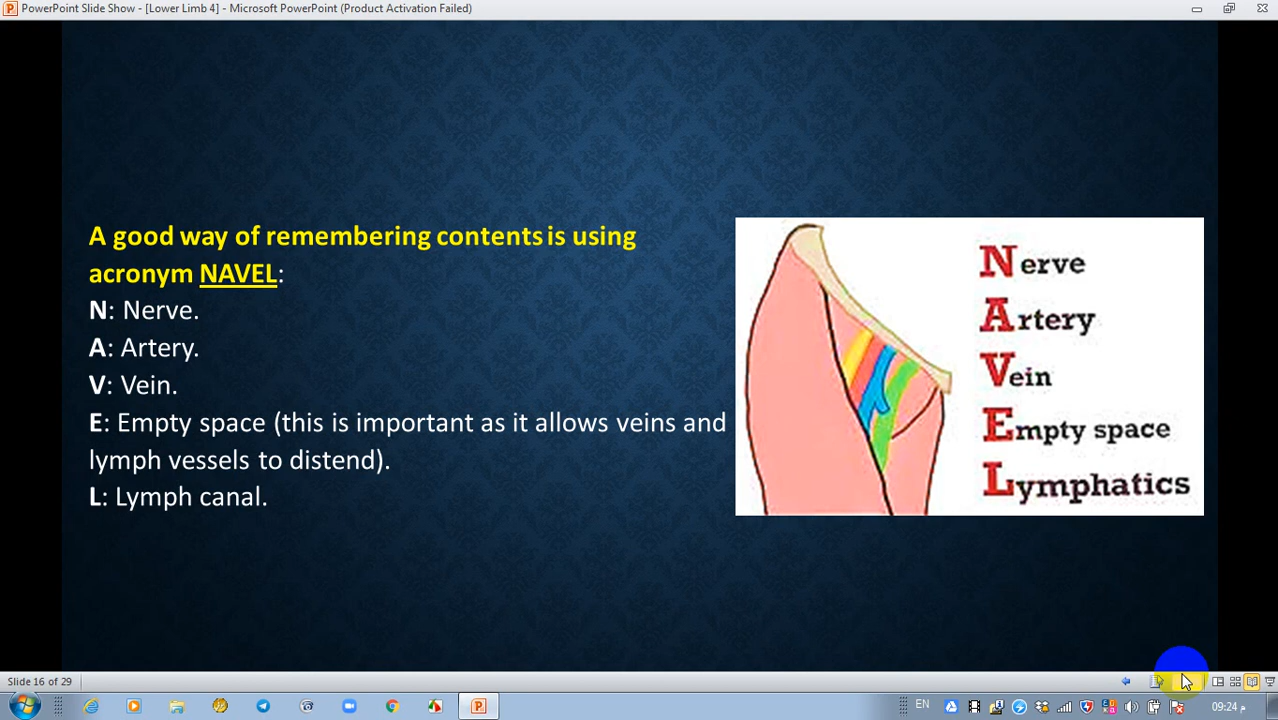 PowerPoint Slide Show - [Lower Limb 4] - Microsoft PowerPoint (Product Activation Failed)
A good way of remembering contents is using
acronym NAVEL:
N: Nerve.
A: Artery.
V: Vein.
E: Empty space (this is important as it allows veins and
lymph vessels to distend).
L: Lymph canal.
Nerve
Artery
Vein
Empty space
Lymphatics
Slide 16 of 29
EN
09:24 م